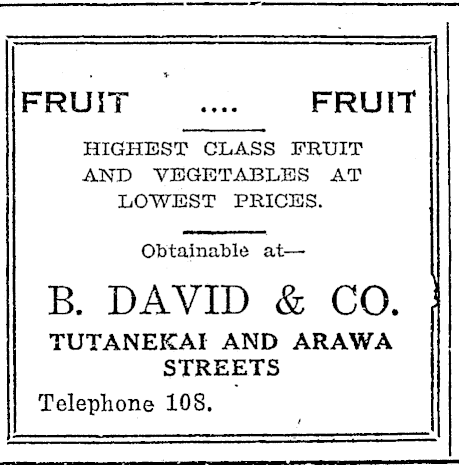 FRUIT .... FRUIT
HIGHEST CLASS FRUIT
AND VEGETABLES AT
LOWEST PRICES.
Obtainable at—
B. DAVID & CO.
TUTANEKAI AND ARAWA
STREETS
Telephone 108.